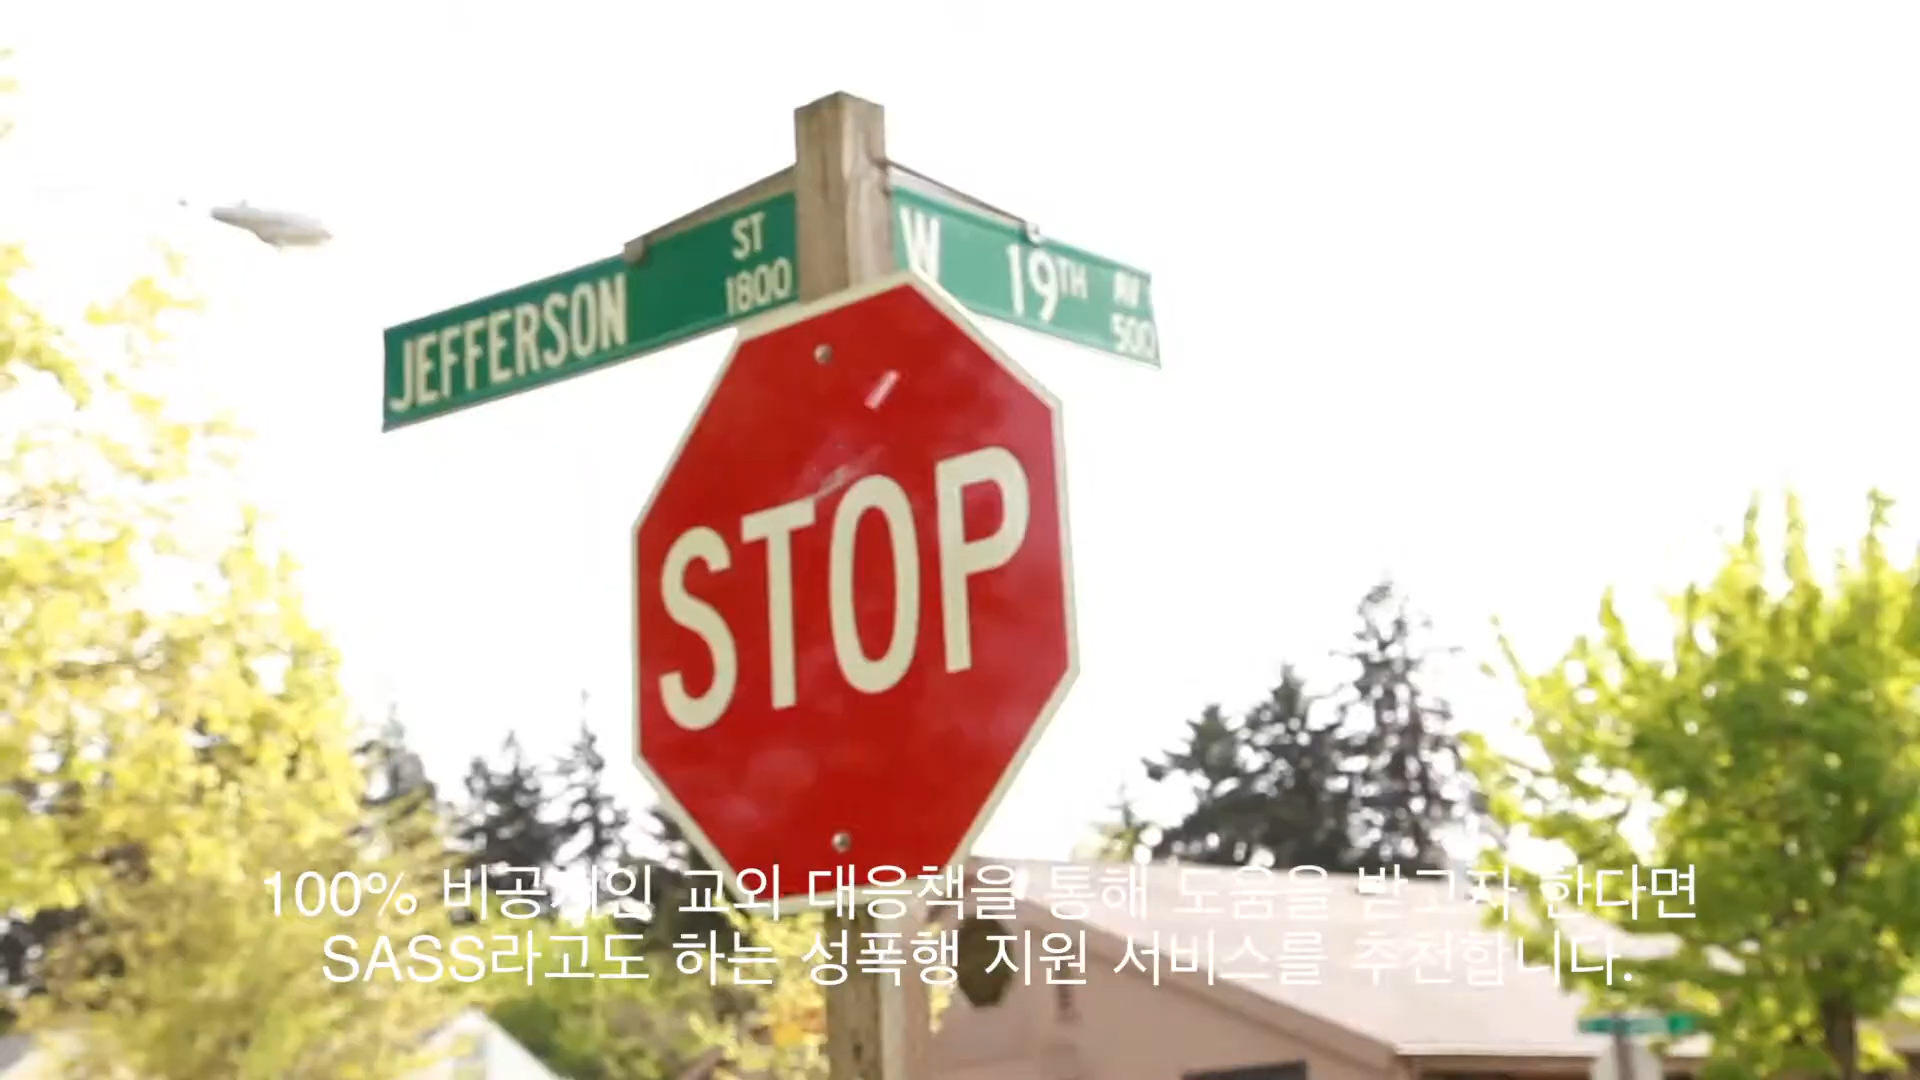 JEFFERSON ST 1800
W 19TH AV 500
STOP
100% 비공개인 교외 대응책을 통해 도움을 받고자 한다면
SASS라고도 하는 성폭행 지원 서비스를 추천합니다.